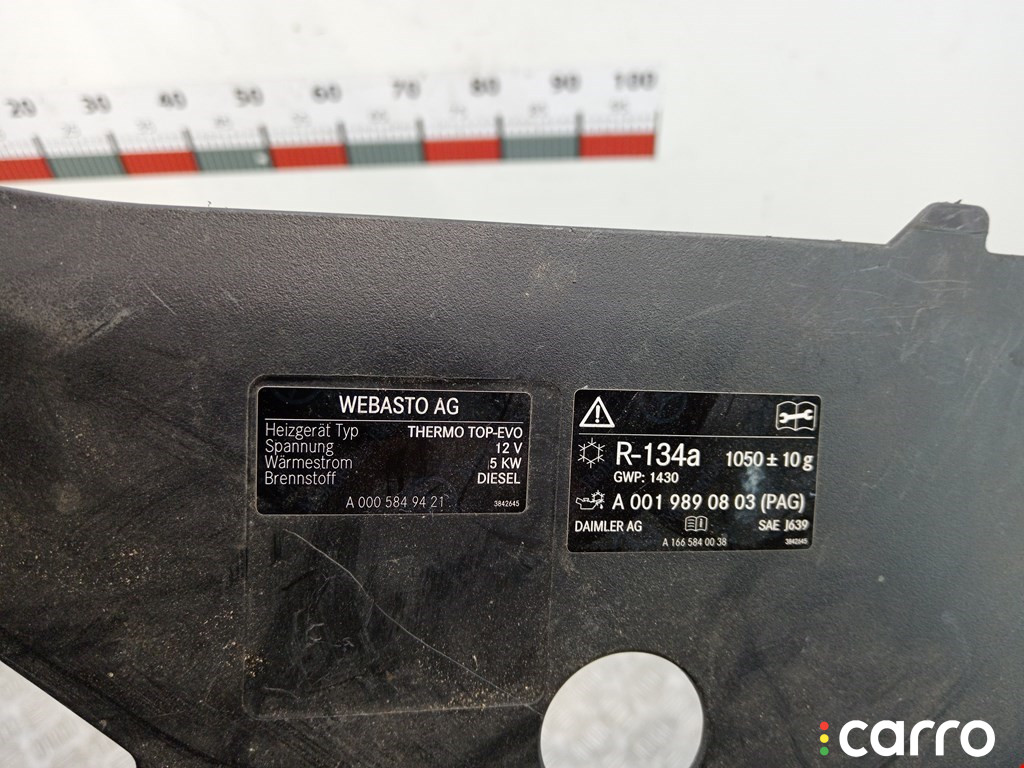 20 30 40 50 60 70 80 90 100
WEBASTO AG
Heizgerät Typ THERMO TOP-EVO
Spannung 12 V
Wärmestrom 5 KW
Brennstoff DIESEL
A 000 584 94 21 3842645
R-134a 1050 ± 10 g
GWP: 1430
A 001 989 08 03 (PAG)
DAIMLER AG SAE J639
A 166 584 00 38 3842645
carro